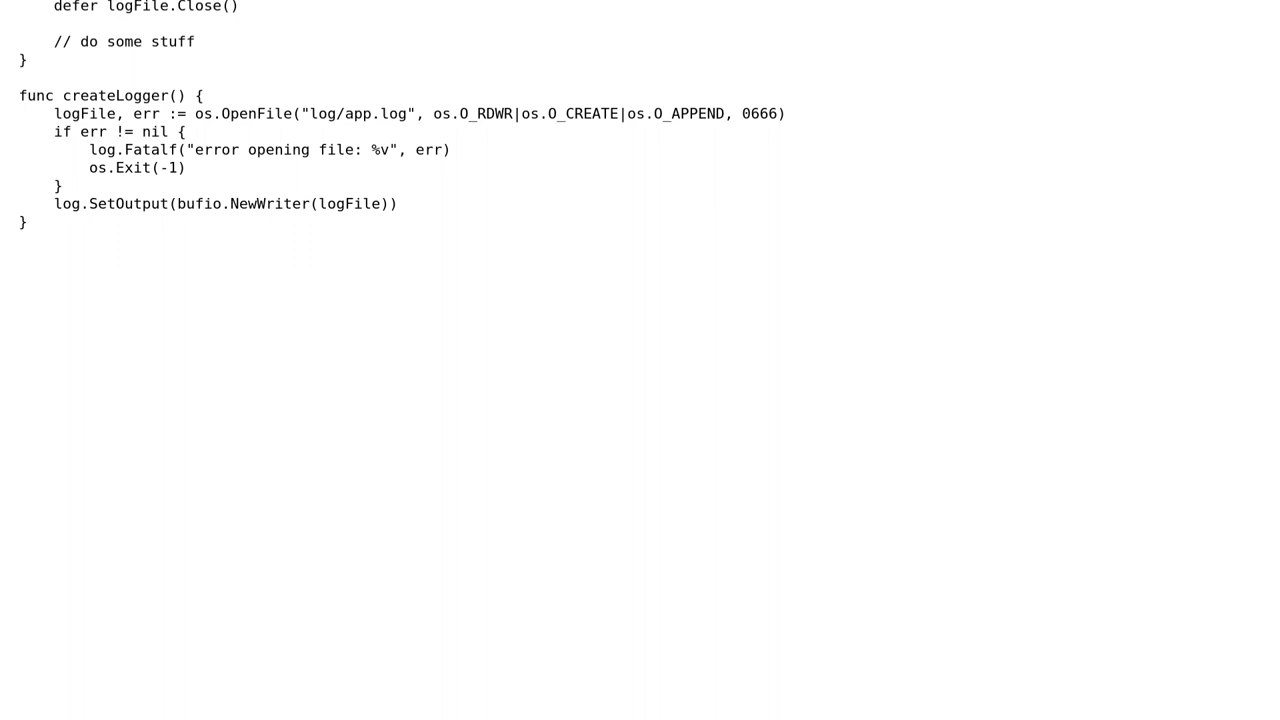 defer logFile.Close()

    // do some stuff
}

func createLogger() {
    logFile, err := os.OpenFile("log/app.log", os.O_RDWR|os.O_CREATE|os.O_APPEND, 0666)
    if err != nil {
        log.Fatalf("error opening file: %v", err)
        os.Exit(-1)
    }
    log.SetOutput(bufio.NewWriter(logFile))
}